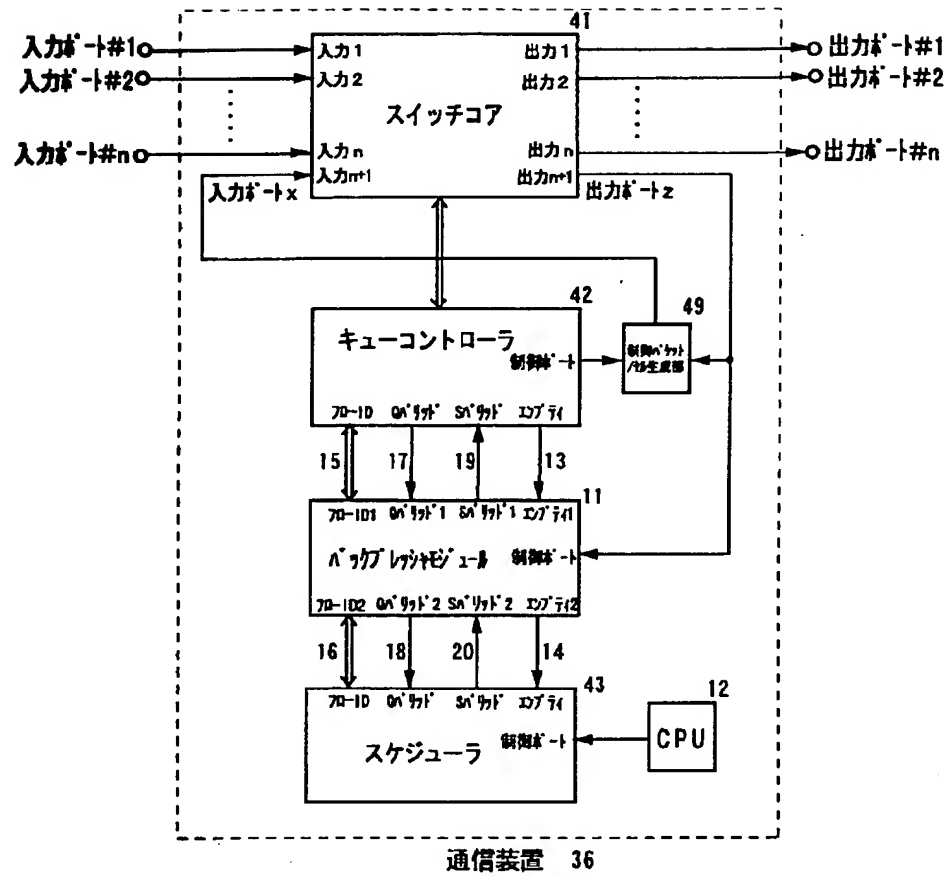 41
入力ポート#1
入力1
出力1
出力ポート#1
入力ポート#2
入力2
出力2
出力ポート#2
スイッチコア
入力ポート#n
入力n
出力n
出力ポート#n
入力n+1
出力n+1
入力ポートx
出力ポートz
42
49
キューコントローラ
制御ポート
制御パケット
/セル生成部
フローID Qバリッド Sバリッド エンプティ
15 17 19 13
11
フローID1 Qバリッド1 Sバリッド1 エンプティ1
バックプレッシャモジュール 制御ポート
フローID2 Qバリッド2 Sバリッド2 エンプティ2
16 18 20 14
43
12
フローID Qバリッド Sバリッド エンプティ
制御ポート
CPU
スケジューラ
通信装置 36